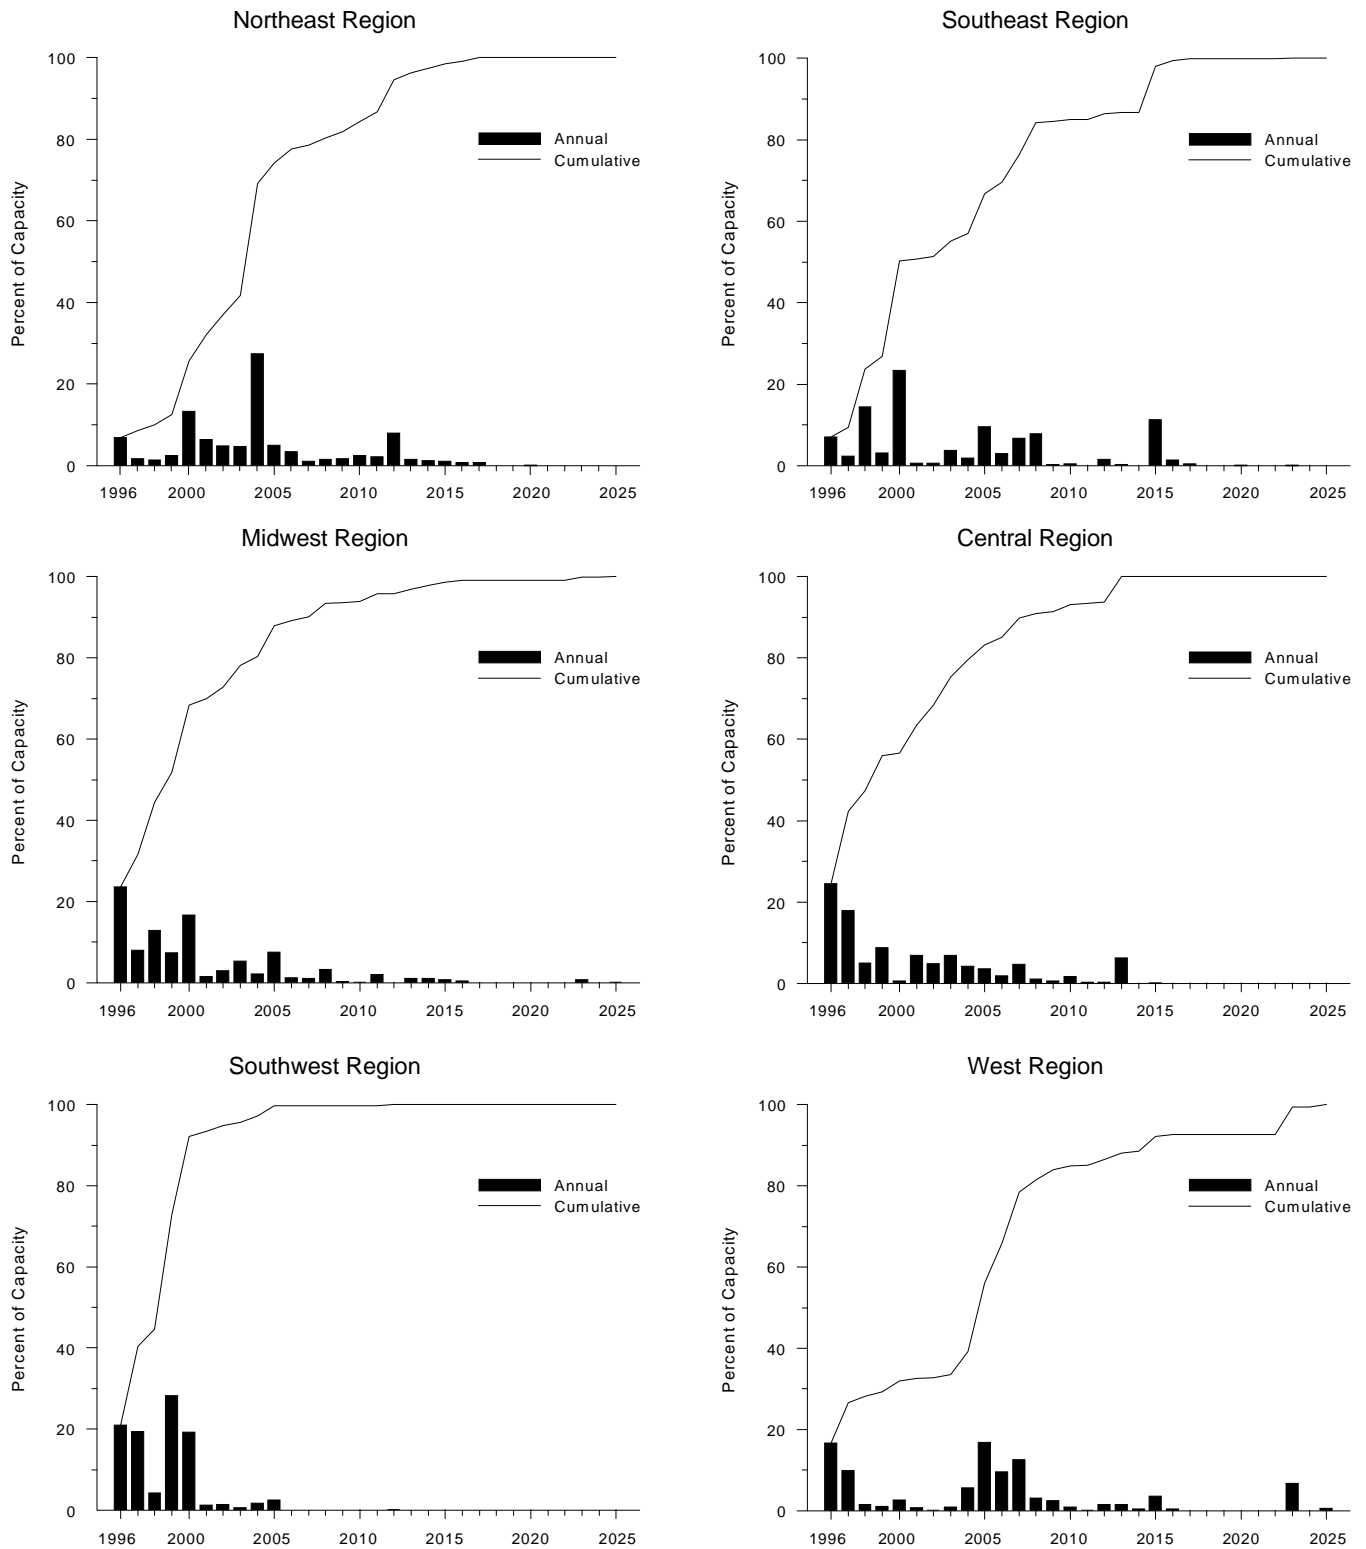 Northeast Region
100
80
60
40
20
0
Percent of Capacity
Annual
Cumulative
1996 2000 2005 2010 2015 2020 2025
Southeast Region
100
80
60
40
20
0
Percent of Capacity
Annual
Cumulative
1996 2000 2005 2010 2015 2020 2025
Midwest Region
100
80
60
40
20
0
Percent of Capacity
Annual
Cumulative
1996 2000 2005 2010 2015 2020 2025
Central Region
100
80
60
40
20
0
Percent of Capacity
Annual
Cumulative
1996 2000 2005 2010 2015 2020 2025
Southwest Region
100
80
60
40
20
0
Percent of Capacity
Annual
Cumulative
1996 2000 2005 2010 2015 2020 2025
West Region
100
80
60
40
20
0
Percent of Capacity
Annual
Cumulative
1996 2000 2005 2010 2015 2020 2025